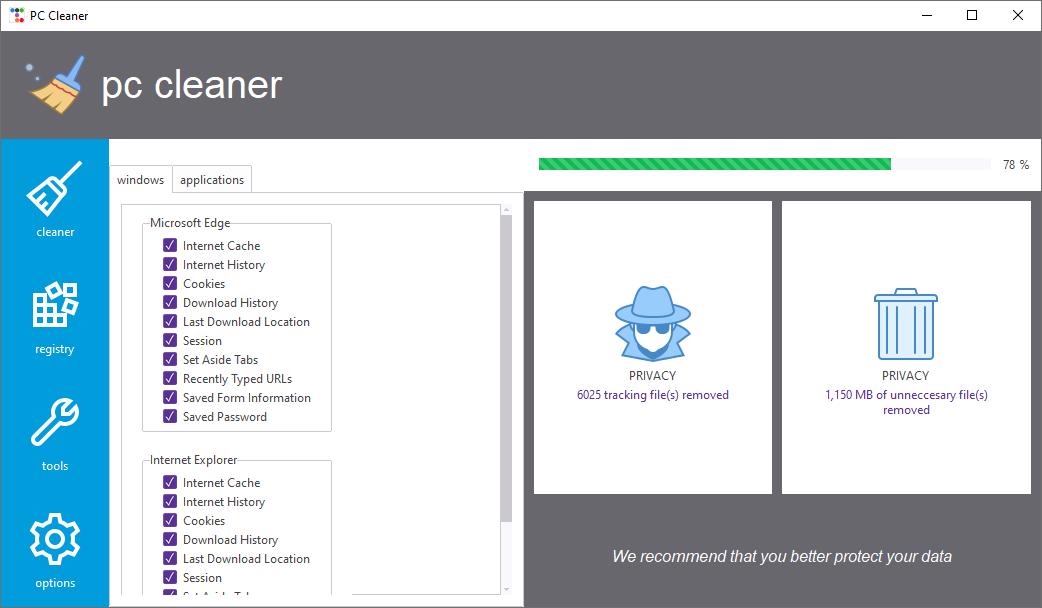 PC Cleaner
pc cleaner
cleaner
registry
tools
options
windows
applications
Microsoft Edge
Internet Cache
Internet History
Cookies
Download History
Last Download Location
Session
Set Aside Tabs
Recently Typed URLs
Saved Form Information
Saved Password
Internet Explorer
Internet Cache
Internet History
Cookies
Download History
Last Download Location
Session
Set Aside Tabs
78 %
PRIVACY
6025 tracking file(s) removed
PRIVACY
1,150 MB of unneccesary file(s)
removed
We recommend that you better protect your data